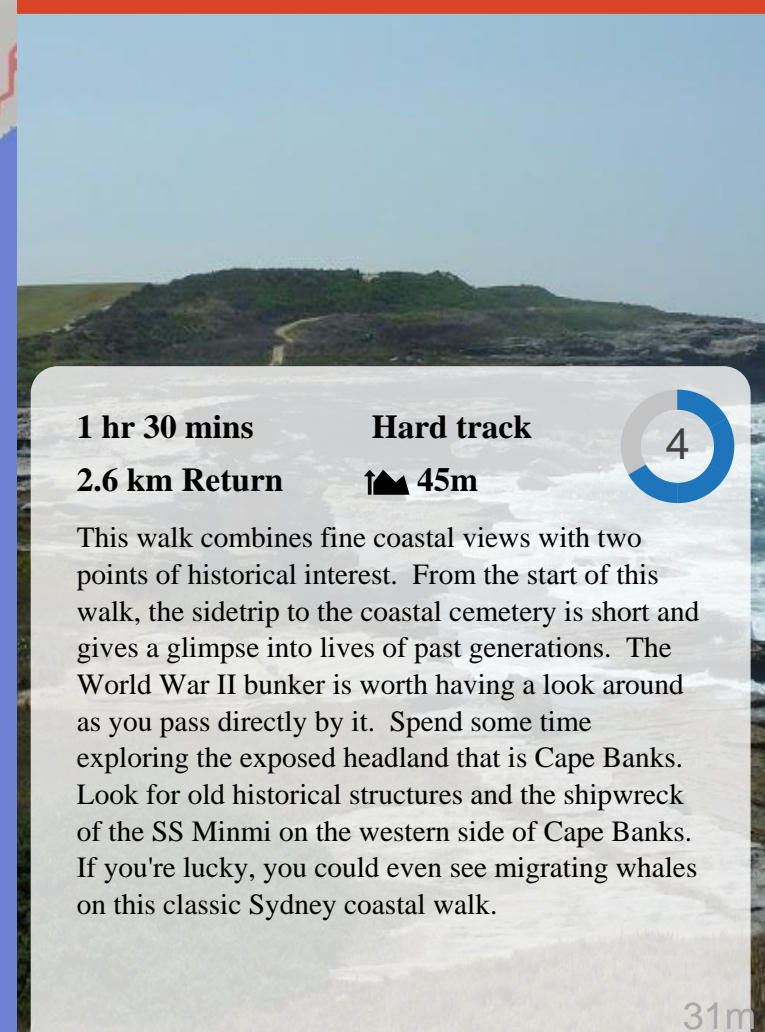 1 hr 30 mins
Hard track
4
2.6 km Return
45m
This walk combines fine coastal views with two
points of historical interest.  From the start of this
walk, the sidetrip to the coastal cemetery is short and
gives a glimpse into lives of past generations.  The
World War II bunker is worth having a look around
as you pass directly by it.  Spend some time
exploring the exposed headland that is Cape Banks.
Look for old historical structures and the shipwreck
of the SS Minmi on the western side of Cape Banks.
If you're lucky, you could even see migrating whales
on this classic Sydney coastal walk.
31m